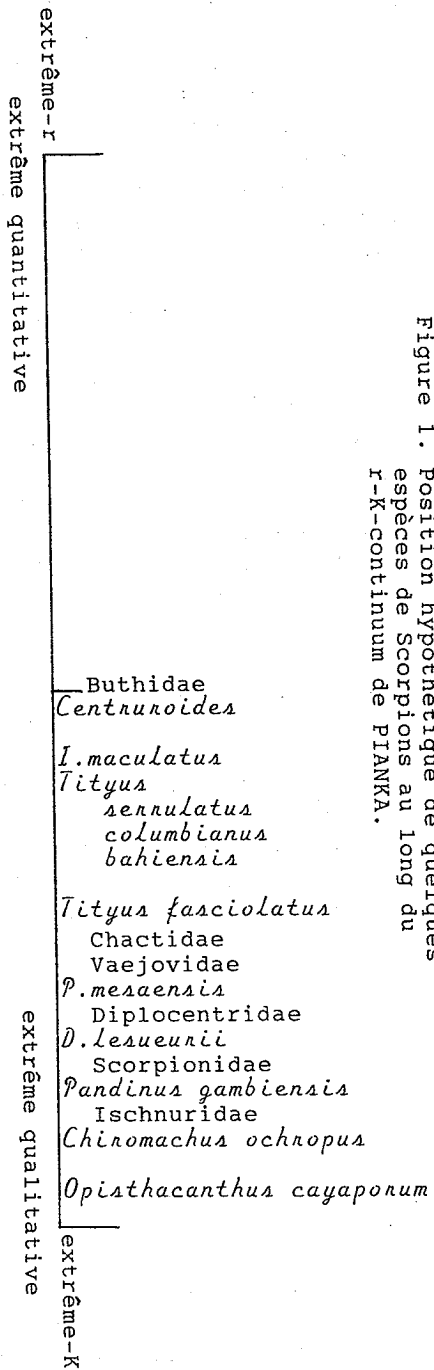 Figure 1. Position hypothétique de quelques
espèces de Scorpions au long du
r-K-continuum de PIANKA.
extrême-r
extrême quantitative
Buthidae
Centruroides
I.maculatus
Tityus
serrulatus
columbianus
bahiensis
Tityus fasciolatus
Chactidae
Vaejovidae
P.mesaensis
Diplocentridae
D.lesueurii
Scorpionidae
Pandinus gambiensis
Ischnuridae
Chiromachus ochropus
Opisthacanthus cayaporum
extrême qualitative
extrême-K